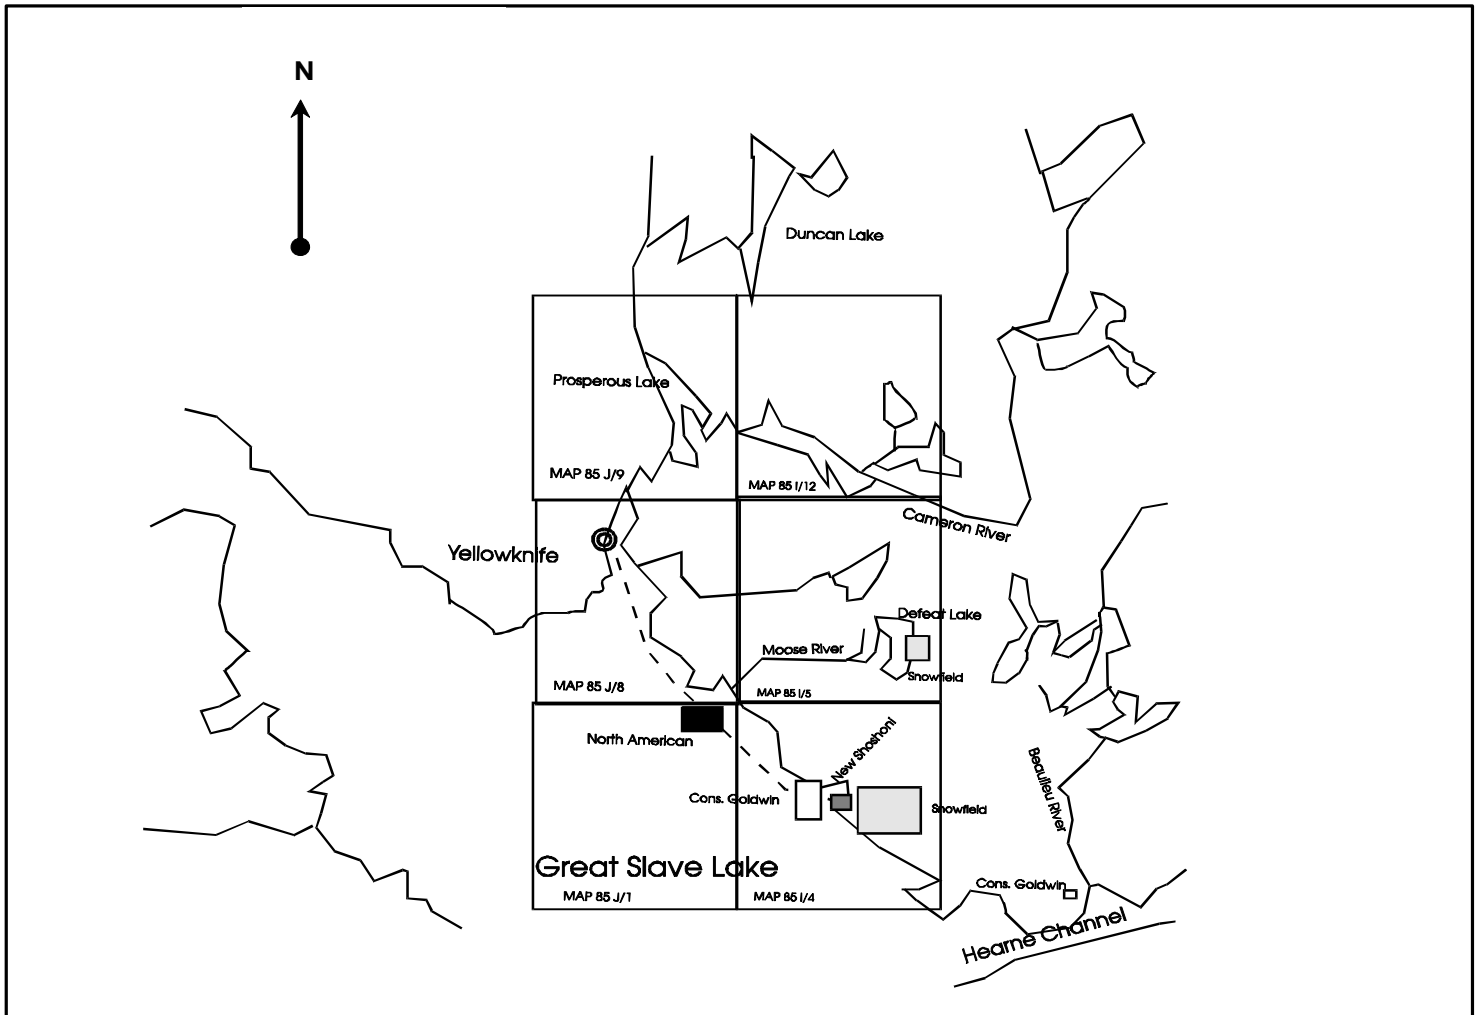 N
Duncan Lake
Prosperous Lake
MAP 85 J/9
MAP 85 I/12
Cameron River
Yellowknife
Defeat Lake
Moose River
Snowfield
MAP 85 J/8
MAP 85 I/5
North American
New Shoshoni
Beaulieu River
Cons. Goldwin
Snowfield
Great Slave Lake
MAP 85 J/1
MAP 85 I/4
Cons. Goldwin
Hearne Channel